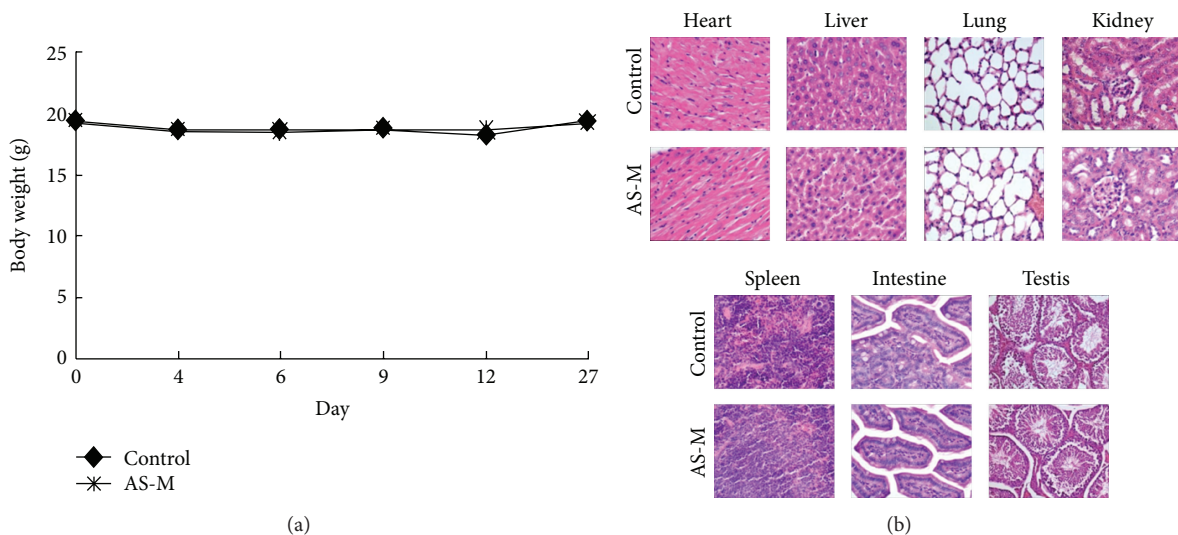 25
20
15
10
5
0
Body weight (g)
0 4 6 9 12 27
Day
Control
AS-M
(a)
Heart Liver Lung Kidney
Control
AS-M
Spleen Intestine Testis
Control
AS-M
(b)